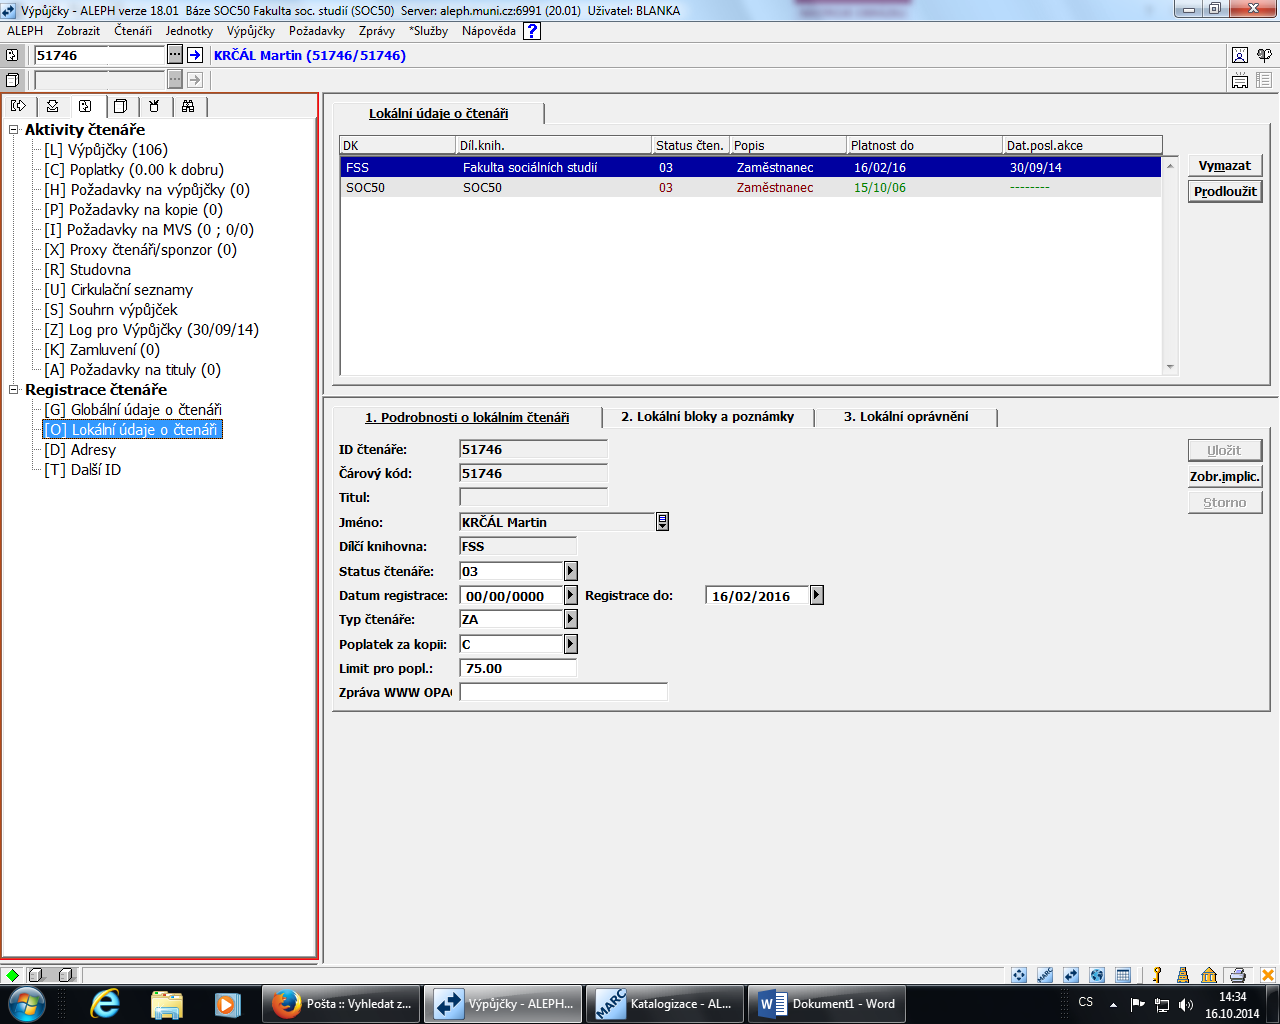 Výpůjčky - ALEPH verze 18.01  Báze SOC50 Fakulta soc. studií (SOC50)  Server: aleph.muni.cz:6991 (20.01)  Uživatel: BLANKA
ALEPH Zobrazit Čtenáři Jednotky Výpůjčky Požadavky Zprávy *Služby Nápověda ?
51746 ... KRČÁL Martin (51746/51746)
...
Aktivity čtenáře
[L] Výpůjčky (106)
[C] Poplatky (0.00 k dobru)
[H] Požadavky na výpůjčky (0)
[P] Požadavky na kopie (0)
[I] Požadavky na MVS (0 ; 0/0)
[X] Proxy čtenáři/sponzor (0)
[R] Studovna
[U] Cirkulační seznamy
[S] Souhrn výpůjček
[Z] Log pro Výpůjčky (30/09/14)
[K] Zamluvení (0)
[A] Požadavky na tituly (0)
Registrace čtenáře
[G] Globální údaje o čtenáři
[O] Lokální údaje o čtenáři
[D] Adresy
[T] Další ID
Lokální údaje o čtenáři
DK Díl.knih. Status čten. Popis Platnost do Dat.posl.akce
FSS Fakulta sociálních studií 03 Zaměstnanec 16/02/16 30/09/14
SOC50 SOC50 03 Zaměstnanec 15/10/06 --------
Vymazat
Prodloužit
1. Podrobnosti o lokálním čtenáři 2. Lokální bloky a poznámky 3. Lokální oprávnění
ID čtenáře: 51746
Čárový kód: 51746
Titul:
Jméno: KRČÁL Martin
Dílčí knihovna: FSS
Status čtenáře: 03
Datum registrace: 00/00/0000 Registrace do: 16/02/2016
Typ čtenáře: ZA
Poplatek za kopii: C
Limit pro popl.: 75.00
Zpráva WWW OPAC
Uložit
Zobr.implic.
Storno
MARC
Pošta :: Vyhledat z... Výpůjčky - ALEPH... MARC Katalogizace - AL... Dokument1 - Word
CS 14:34
16.10.2014